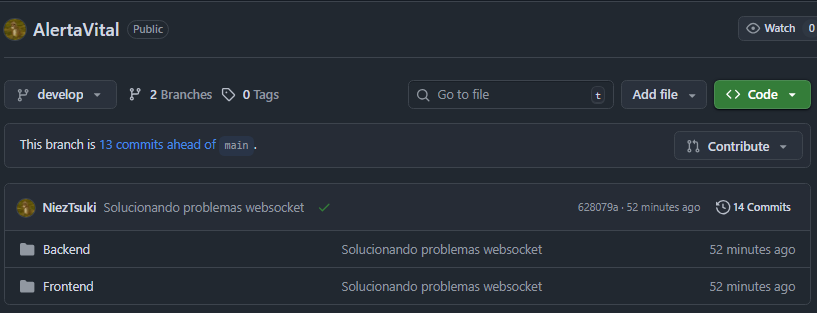 AlertaVital Public Watch 0
develop 2 Branches 0 Tags Go to file t Add file Code
This branch is 13 commits ahead of main. Contribute
NiezTsuki Solucionando problemas websocket 628079a · 52 minutes ago 14 Commits
Backend Solucionando problemas websocket 52 minutes ago
Frontend Solucionando problemas websocket 52 minutes ago